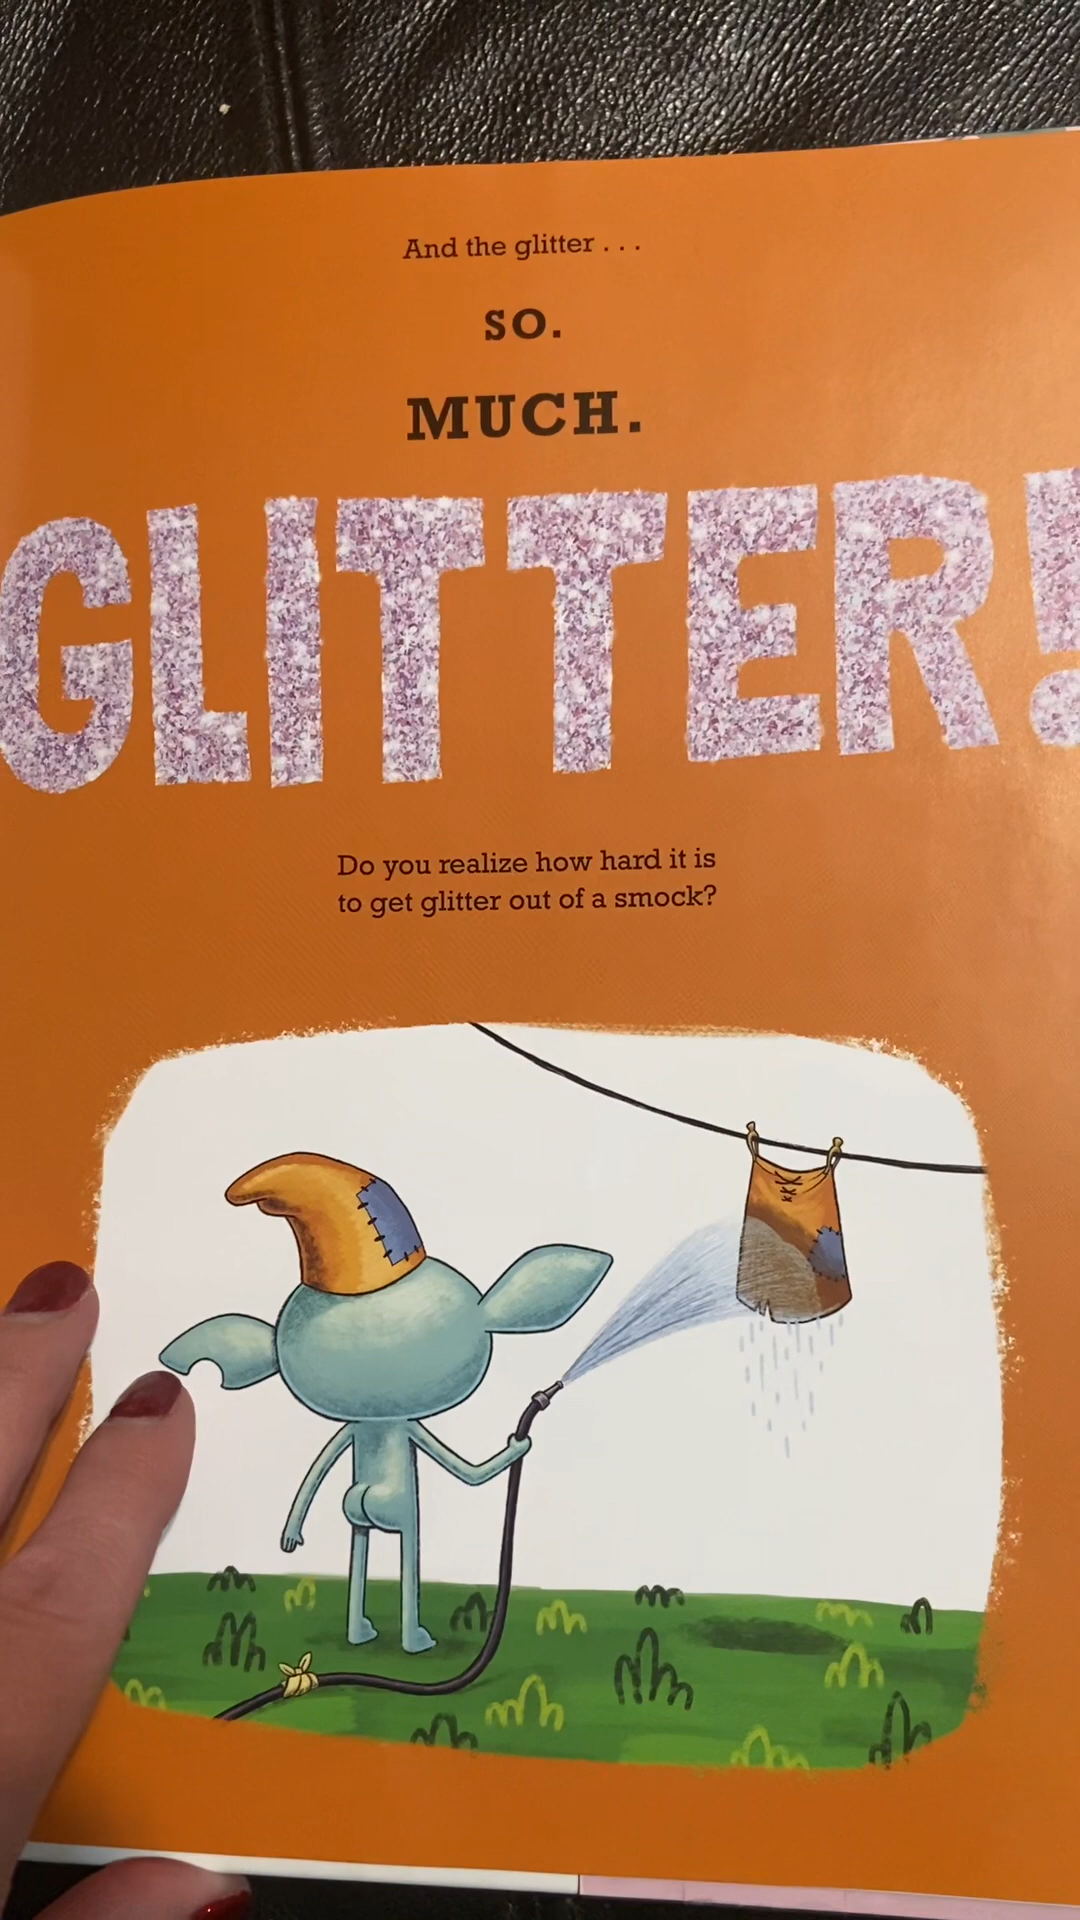 And the glitter . . .
SO.
MUCH.
GLITTER!
Do you realize how hard it is
to get glitter out of a smock?